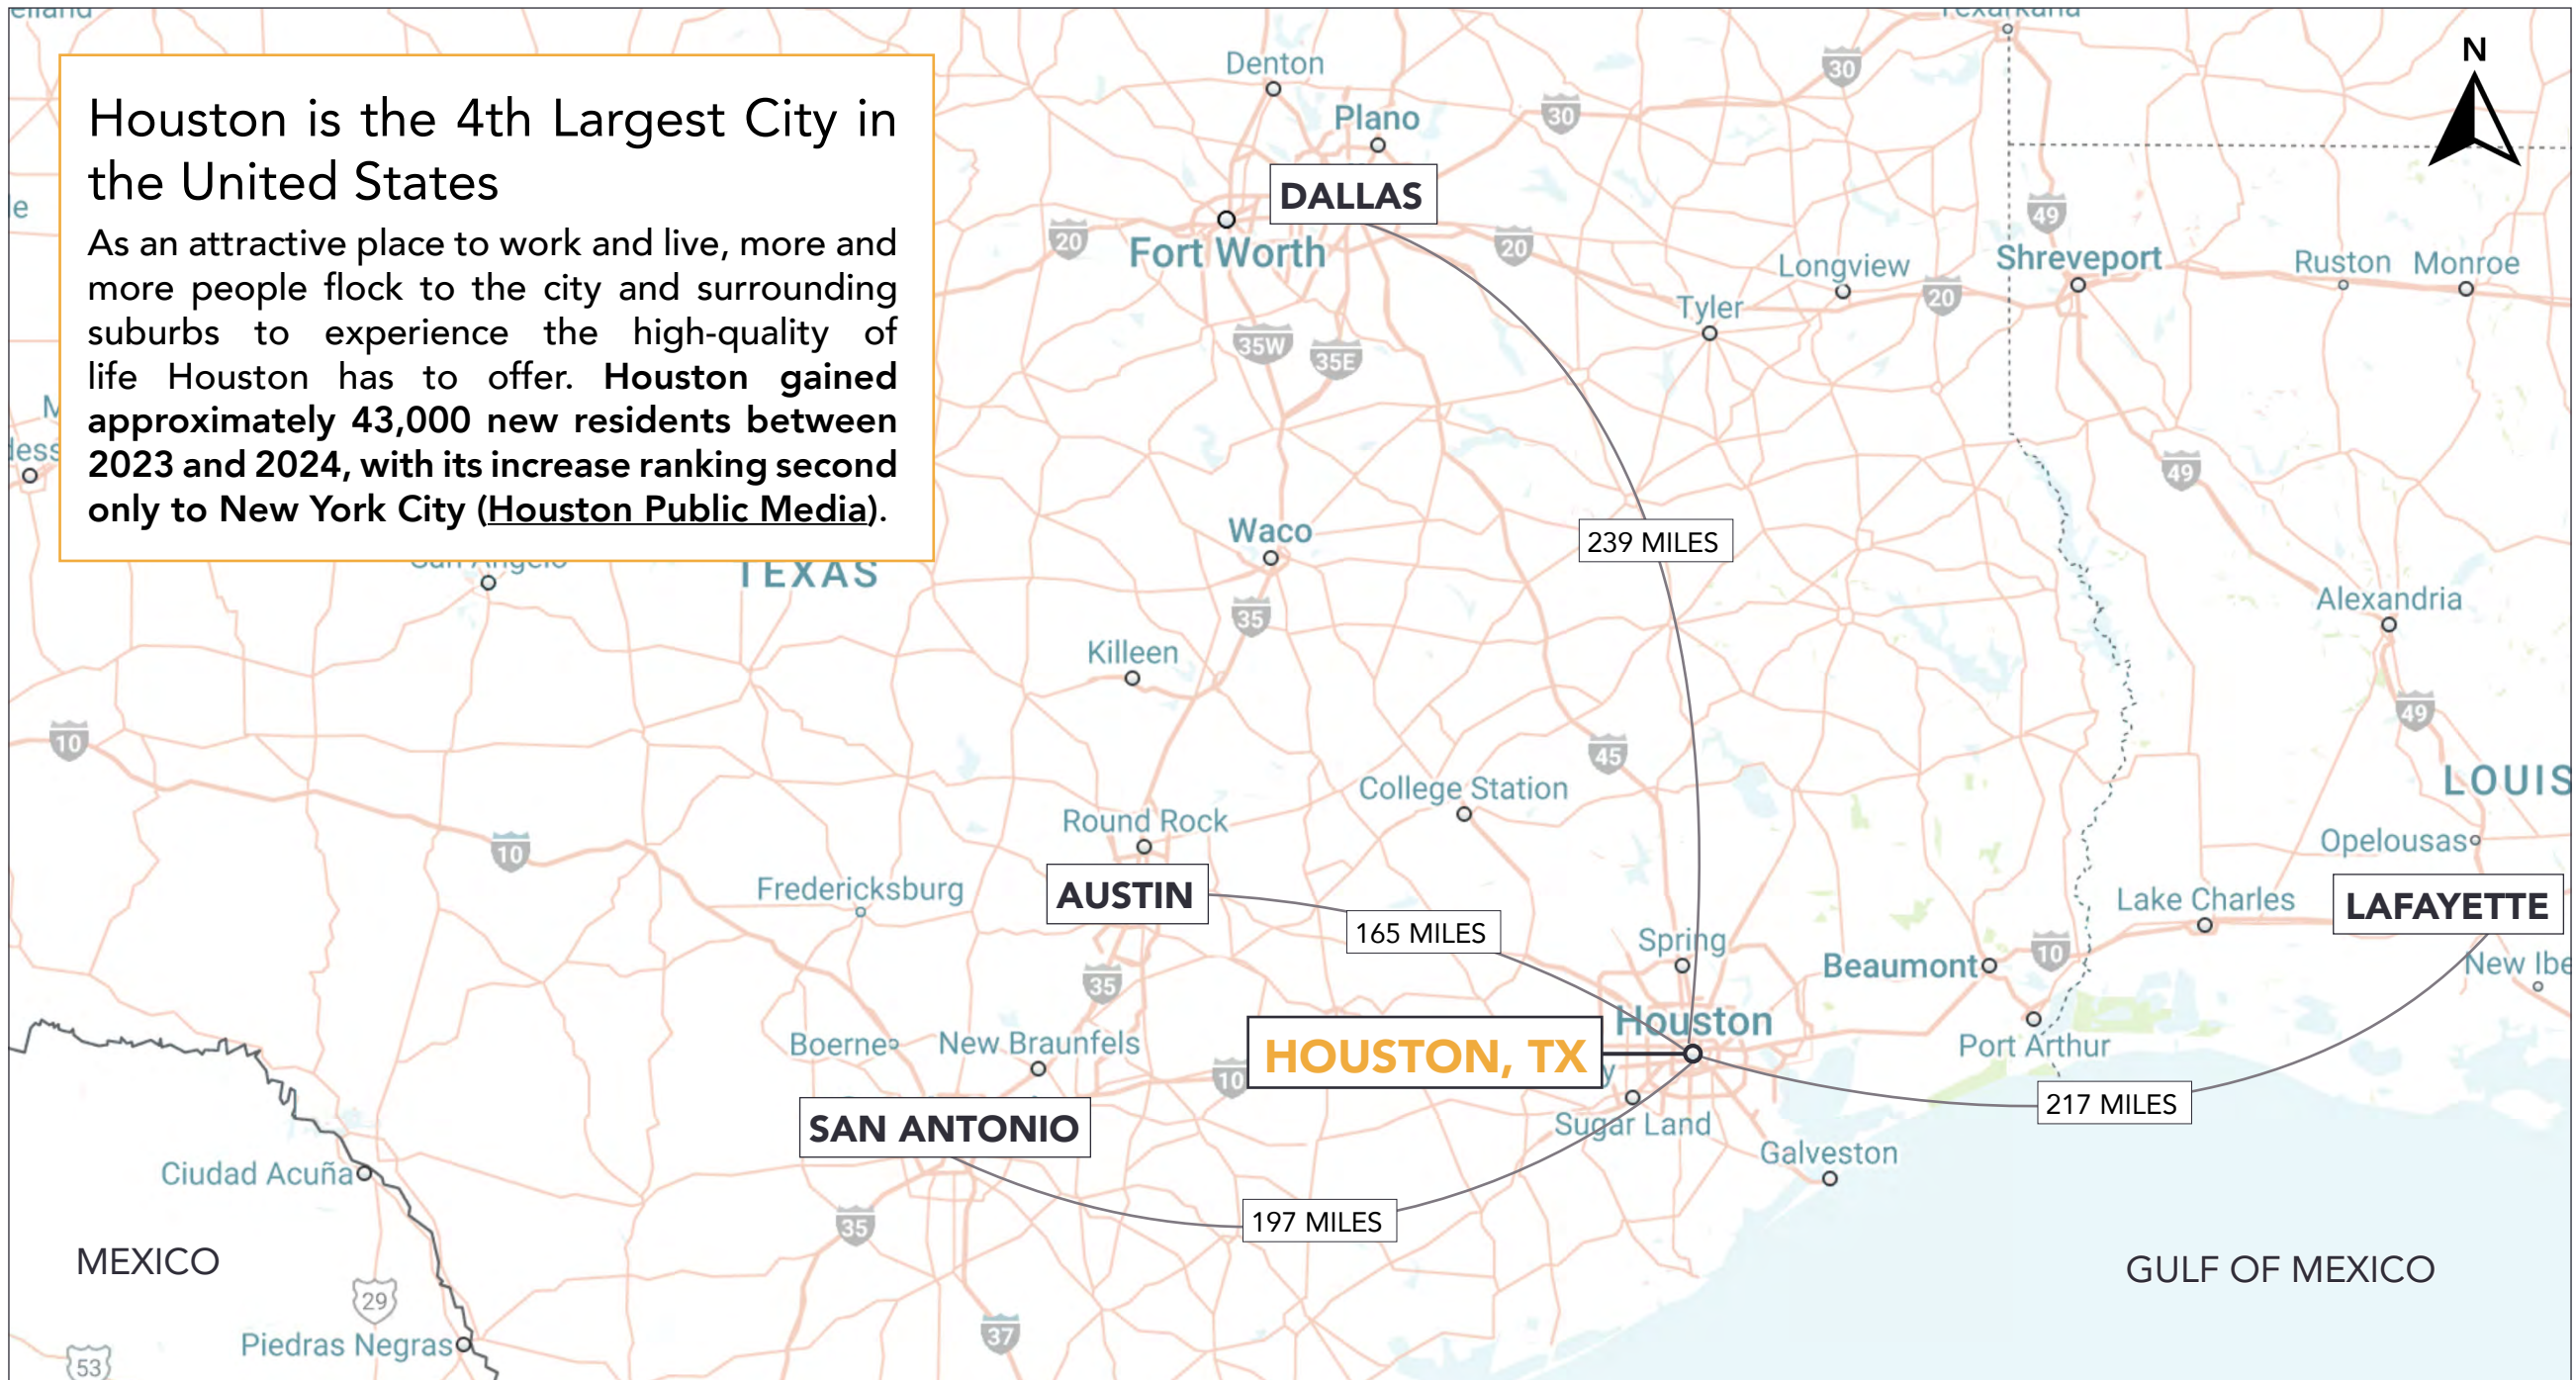 Houston is the 4th Largest City in
the United States
As an attractive place to work and live, more and
more people flock to the city and surrounding
suburbs to experience the high-quality of
life Houston has to offer. Houston gained
approximately 43,000 new residents between
2023 and 2024, with its increase ranking second
only to New York City (Houston Public Media).
N
Denton
Plano
30
30
DALLAS
Fort Worth
20
20
20
49
Longview
Shreveport
Ruston
Monroe
Tyler
35W
35E
49
239 MILES
Waco
TEXAS
35
Alexandria
Killeen
49
10
45
LOUIS
College Station
Round Rock
Opelousas
10
Fredericksburg
AUSTIN
165 MILES
Lake Charles
LAFAYETTE
Spring
Beaumont
10
New Ibe
35
Houston
HOUSTON, TX
Boerne
New Braunfels
10
Port Arthur
217 MILES
SAN ANTONIO
Sugar Land
Galveston
Ciudad Acuña
197 MILES
35
MEXICO
GULF OF MEXICO
29
37
Piedras Negras
53